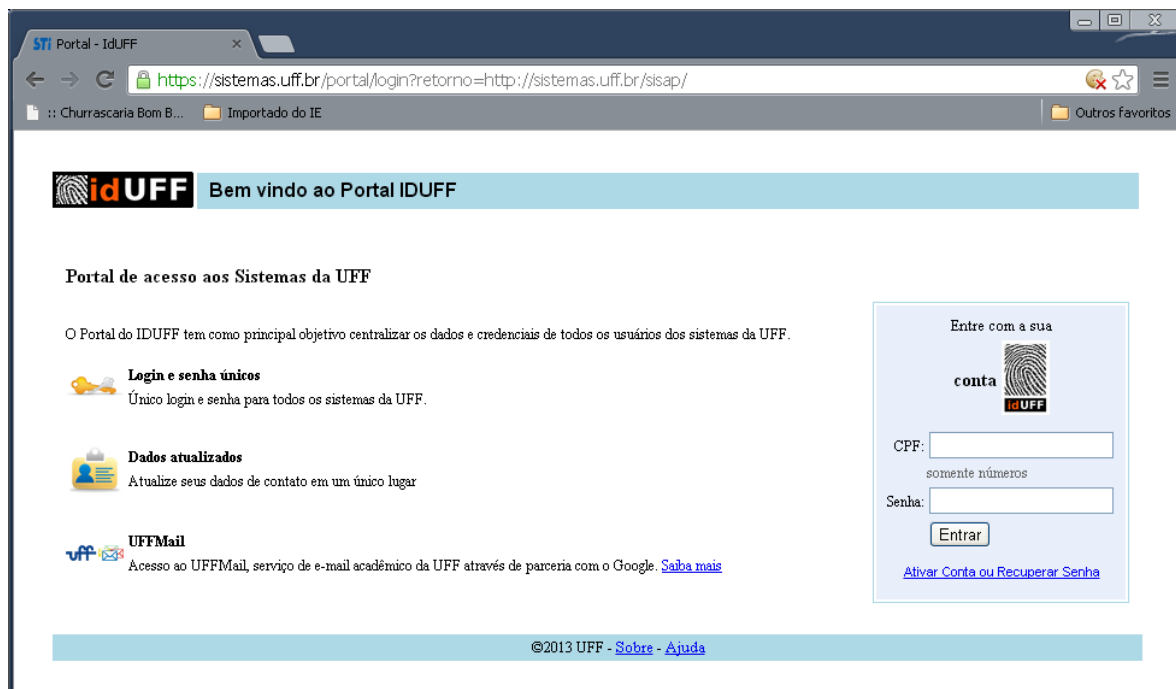 STi Portal - IdUFF
https://sistemas.uff.br/portal/login?retorno=http://sistemas.uff.br/sisap/
:: Churrascaria Bom B... Importado do IE Outros favoritos
idUFF Bem vindo ao Portal IDUFF
Portal de acesso aos Sistemas da UFF
O Portal do IDUFF tem como principal objetivo centralizar os dados e credenciais de todos os usuários dos sistemas da UFF.
Login e senha únicos
Único login e senha para todos os sistemas da UFF.
Dados atualizados
Atualize seus dados de contato em um único lugar
uff UFFMail
Acesso ao UFFMail, serviço de e-mail acadêmico da UFF através de parceria com o Google. Saiba mais
Entre com a sua
conta
idUFF
CPF:
somente números
Senha:
Entrar
Ativar Conta ou Recuperar Senha
©2013 UFF - Sobre - Ajuda